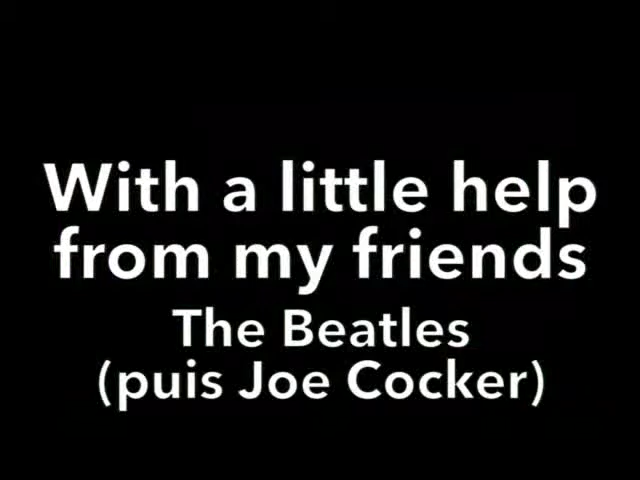 With a little help
from my friends
The Beatles
(puis Joe Cocker)